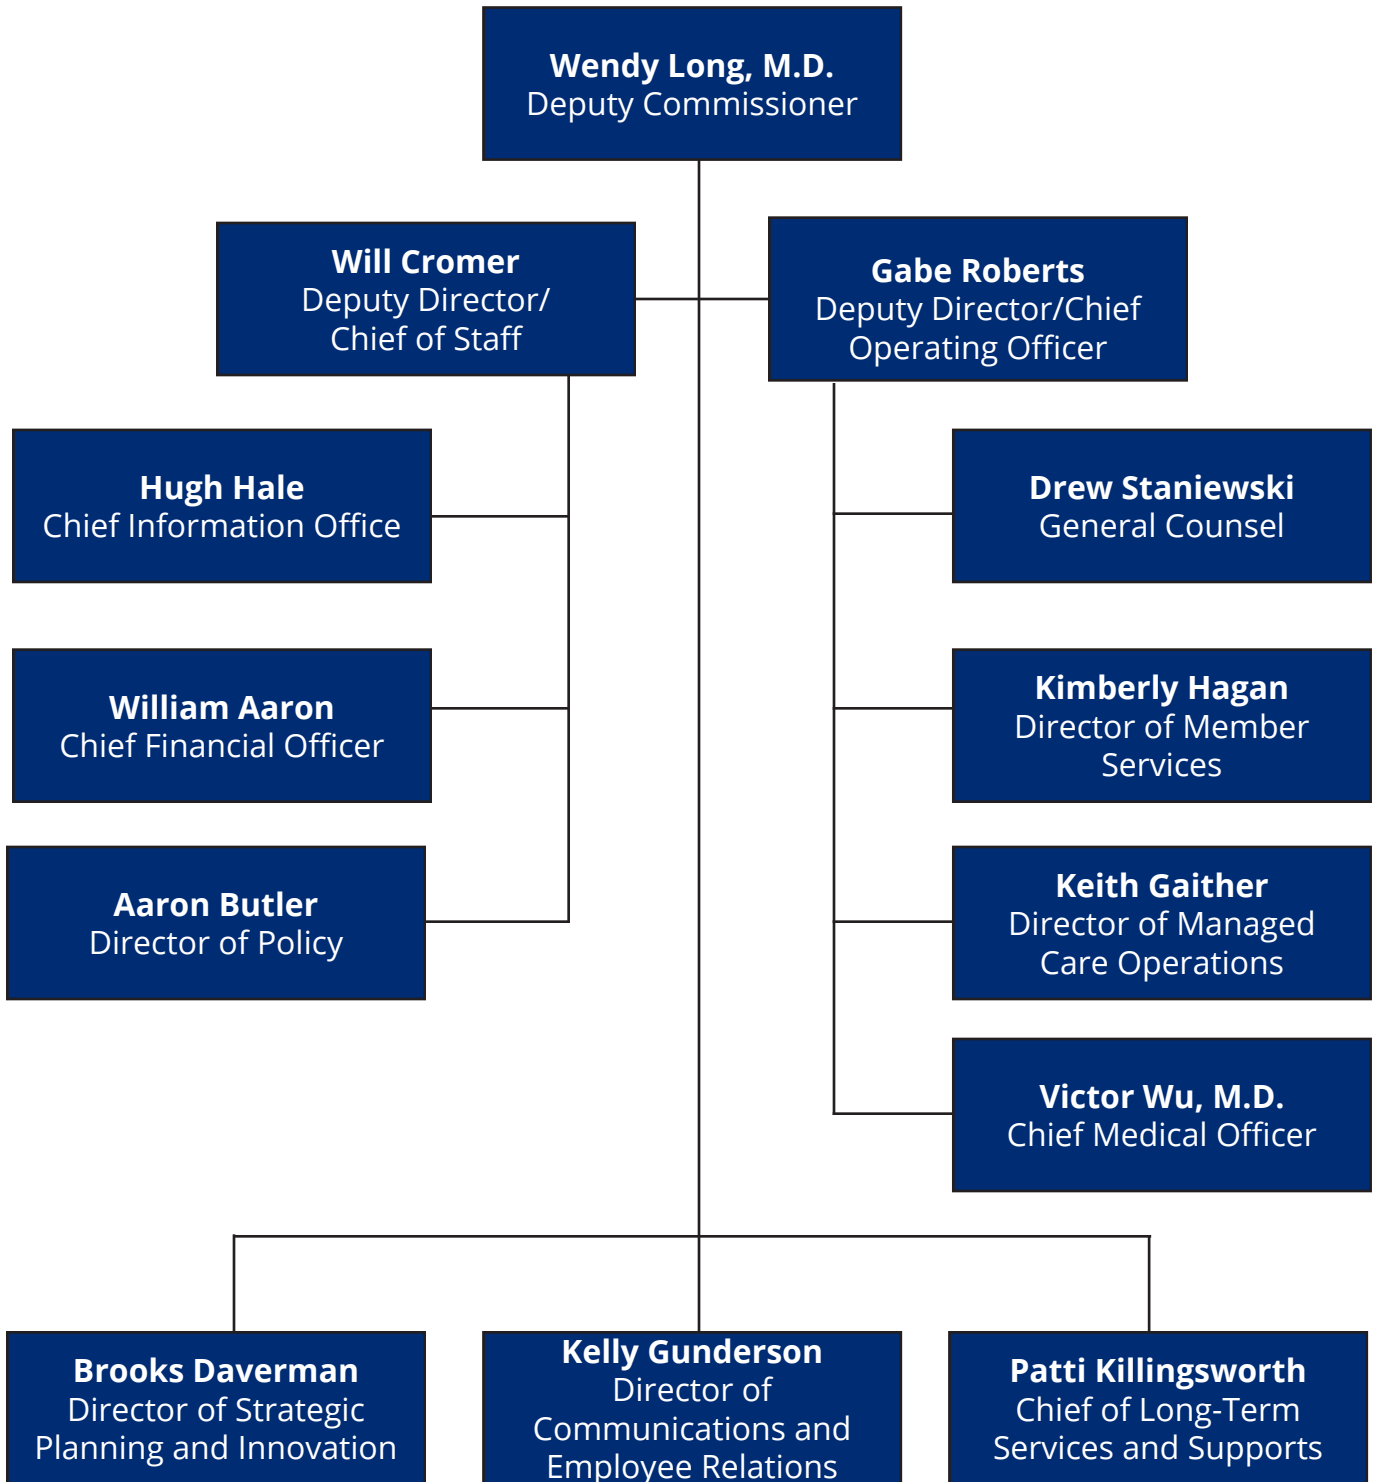 Wendy Long, M.D.
Deputy Commissioner
Will Cromer
Deputy Director/
Chief of Staff
Gabe Roberts
Deputy Director/Chief
Operating Officer
Hugh Hale
Chief Information Office
Drew Staniewski
General Counsel
William Aaron
Chief Financial Officer
Kimberly Hagan
Director of Member
Services
Aaron Butler
Director of Policy
Keith Gaither
Director of Managed
Care Operations
Victor Wu, M.D.
Chief Medical Officer
Brooks Daverman
Director of Strategic
Planning and Innovation
Kelly Gunderson
Director of
Communications and
Employee Relations
Patti Killingsworth
Chief of Long-Term
Services and Supports